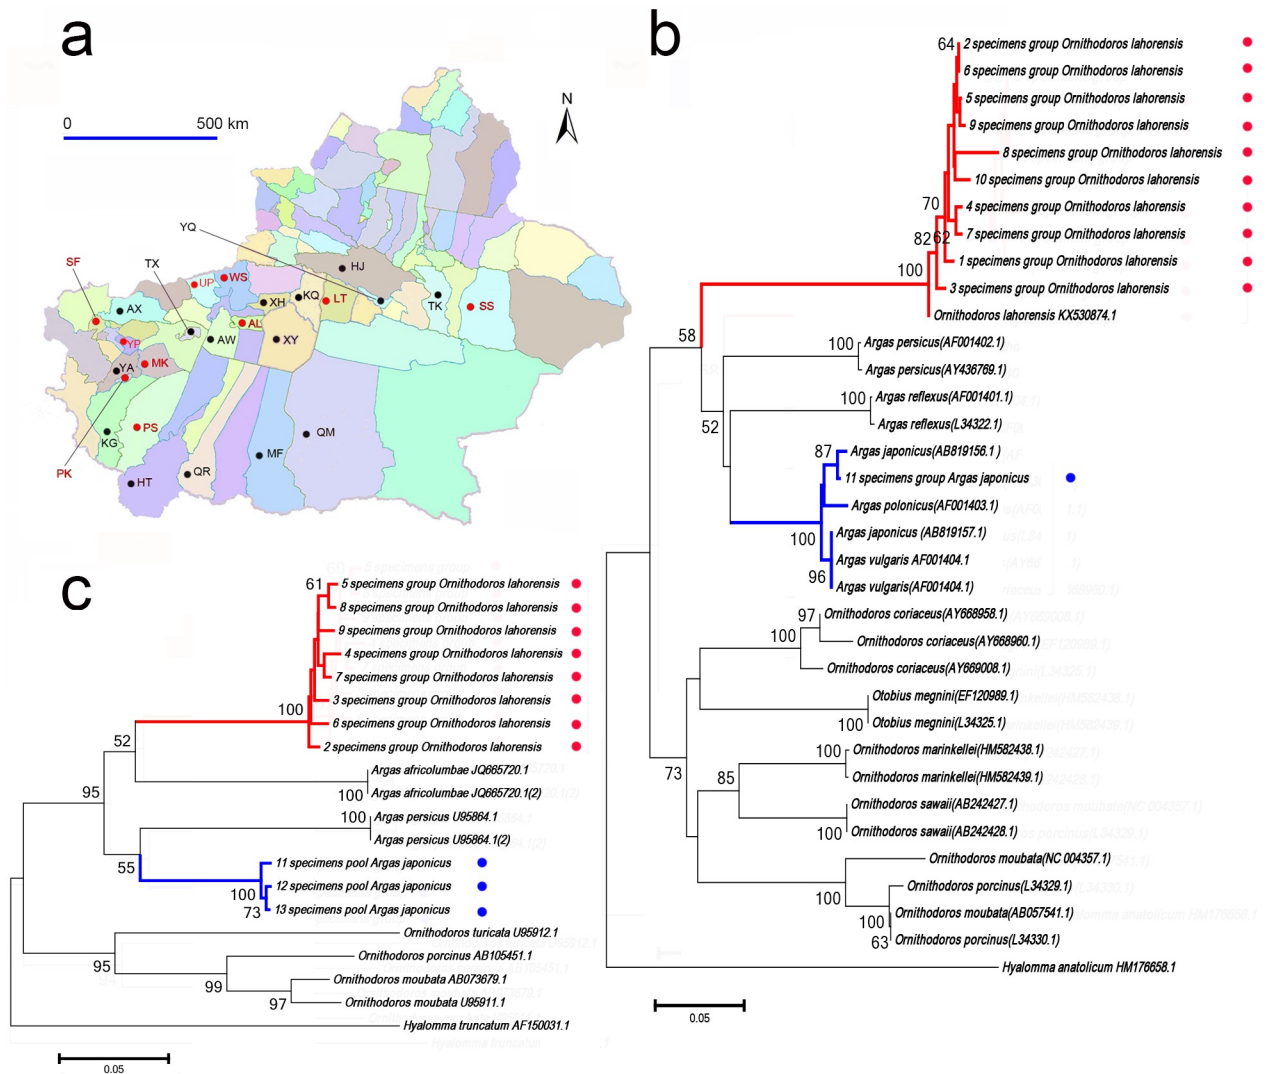 a
0 500 km
N
YQ
SF
TX
UP
WS
HJ
AX
XH
KQ
LT
TK
SS
YP
AL
AW
XY
YA
MK
KG
PS
QM
PK
HT
QR
MF
b
64
2 specimens group Ornithodoros lahorensis
6 specimens group Ornithodoros lahorensis
5 specimens group Ornithodoros lahorensis
9 specimens group Ornithodoros lahorensis
8 specimens group Ornithodoros lahorensis
10 specimens group Ornithodoros lahorensis
70
4 specimens group Ornithodoros lahorensis
82 62
7 specimens group Ornithodoros lahorensis
1 specimens group Ornithodoros lahorensis
100
3 specimens group Ornithodoros lahorensis
Ornithodoros lahorensis KX530874.1
58
100
Argas persicus(AF001402.1)
Argas persicus(AY436769.1)
100
Argas reflexus(AF001401.1)
52
Argas reflexus(L34322.1)
87
Argas japonicus(AB819156.1)
11 specimens group Argas japonicus
Argas polonicus(AF001403.1)
100
Argas japonicus (AB819157.1)
Argas vulgaris AF001404.1
96
Argas vulgaris(AF001404.1)
97
Ornithodoros coriaceus(AY668958.1)
100
Ornithodoros coriaceus(AY668960.1)
Ornithodoros coriaceus(AY669008.1)
Otobius megnini(EF120989.1)
100
Otobius megnini(L34325.1)
73
100
Ornithodoros marinkellei(HM582438.1)
85
Ornithodoros marinkellei(HM582439.1)
Ornithodoros sawaii(AB242427.1)
100
Ornithodoros sawaii(AB242428.1)
Ornithodoros moubata(NC 004357.1)
100
Ornithodoros porcinus(L34329.1)
100
Ornithodoros moubata(AB057541.1)
63
Ornithodoros porcinus(L34330.1)
Hyalomma anatolicum HM176658.1
0.05
c
61
5 specimens group Ornithodoros lahorensis
8 specimens group Ornithodoros lahorensis
9 specimens group Ornithodoros lahorensis
4 specimens group Ornithodoros lahorensis
7 specimens group Ornithodoros lahorensis
3 specimens group Ornithodoros lahorensis
100
6 specimens group Ornithodoros lahorensis
2 specimens group Ornithodoros lahorensis
52
Argas africolumbae JQ665720.1
95
100
Argas africolumbae JQ665720.1(2)
100
Argas persicus U95864.1
Argas persicus U95864.1(2)
55
11 specimens pool Argas japonicus
100
12 specimens pool Argas japonicus
73
13 specimens pool Argas japonicus
Ornithodoros turicata U95912.1
95
Ornithodoros porcinus AB105451.1
99
Ornithodoros moubata AB073679.1
97
Ornithodoros moubata U95911.1
Hyalomma truncatum AF150031.1
0.05